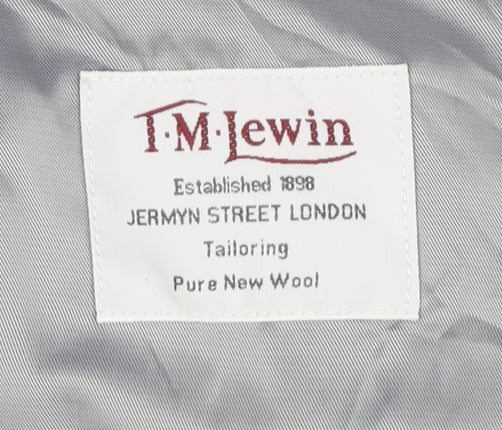 T·M·Lewin
Established 1898
JERMYN STREET LONDON
Tailoring
Pure New Wool